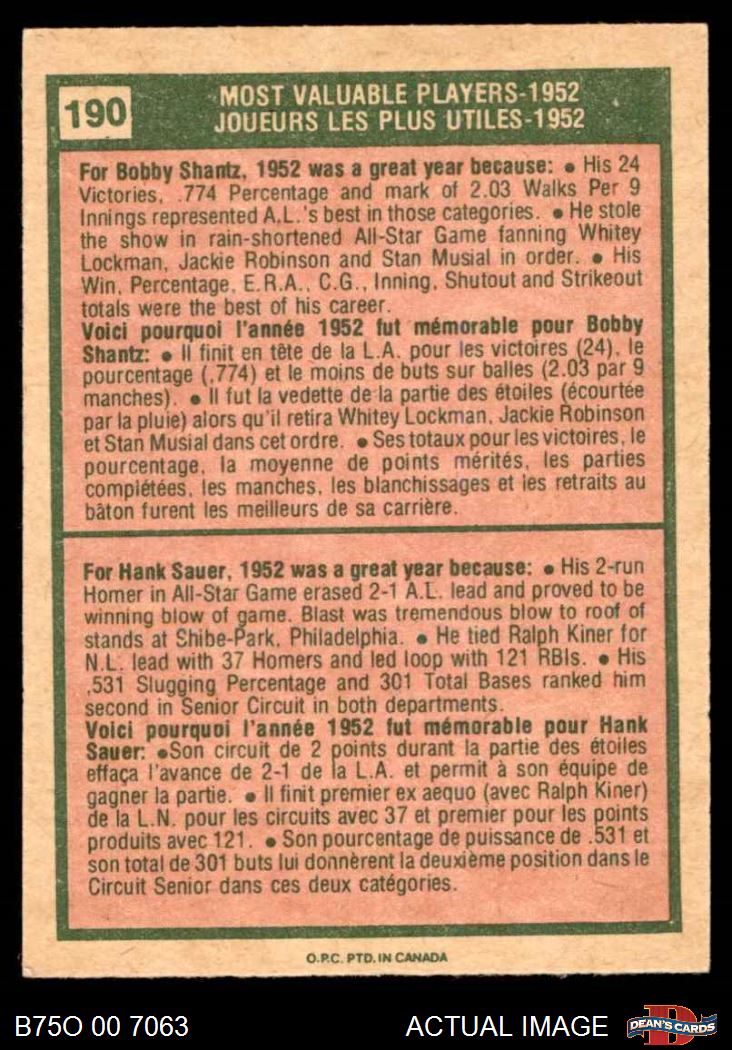 190
MOST VALUABLE PLAYERS-1952
JOUEURS LES PLUS UTILES-1952
For Bobby Shantz, 1952 was a great year because: • His 24
Victories, .774 Percentage and mark of 2.03 Walks Per 9
Innings represented A.L.'s best in those categories. • He stole
the show in rain-shortened All-Star Game fanning Whitey
Lockman, Jackie Robinson and Stan Musial in order. • His
Win, Percentage, E.R.A., C.G., Inning, Shutout and Strikeout
totals were the best of his career.
Voici pourquoi l'année 1952 fut mémorable pour Bobby
Shantz: • Il finit en tête de la L.A. pour les victoires (24), le
pourcentage (,774) et le moins de buts sur balles (2.03 par 9
manches). • Il fut la vedette de la partie des étoiles (écourtée
par la pluie) alors qu'il retira Whitey Lockman, Jackie Robinson
et Stan Musial dans cet ordre. • Ses totaux pour les victoires, le
pourcentage, la moyenne de points mérités, les parties
complétées, les manches, les blanchissages et les retraits au
bâton furent les meilleurs de sa carrière.
For Hank Sauer, 1952 was a great year because: • His 2-run
Homer in All-Star Game erased 2-1 A.L. lead and proved to be
winning blow of game. Blast was tremendous blow to roof of
stands at Shibe-Park, Philadelphia. • He tied Ralph Kiner for
N.L. lead with 37 Homers and led loop with 121 RBIs. • His
.531 Slugging Percentage and 301 Total Bases ranked him
second in Senior Circuit in both departments.
Voici pourquoi l'année 1952 fut mémorable pour Hank
Sauer: •Son circuit de 2 points durant la partie des étoiles
effaça l'avance de 2-1 de la L.A. et permit à son équipe de
gagner la partie. • Il finit premier ex aequo (avec Ralph Kiner)
de la L.N. pour les circuits avec 37 et premier pour les points
produits avec 121. • Son pourcentage de puissance de .531 et
son total de 301 buts lui donnèrent la deuxième position dans le
Circuit Senior dans ces deux catégories.
O.P.C. PTD. IN CANADA
B75O 00 7063
ACTUAL IMAGE
D
DEAN'S CARDS